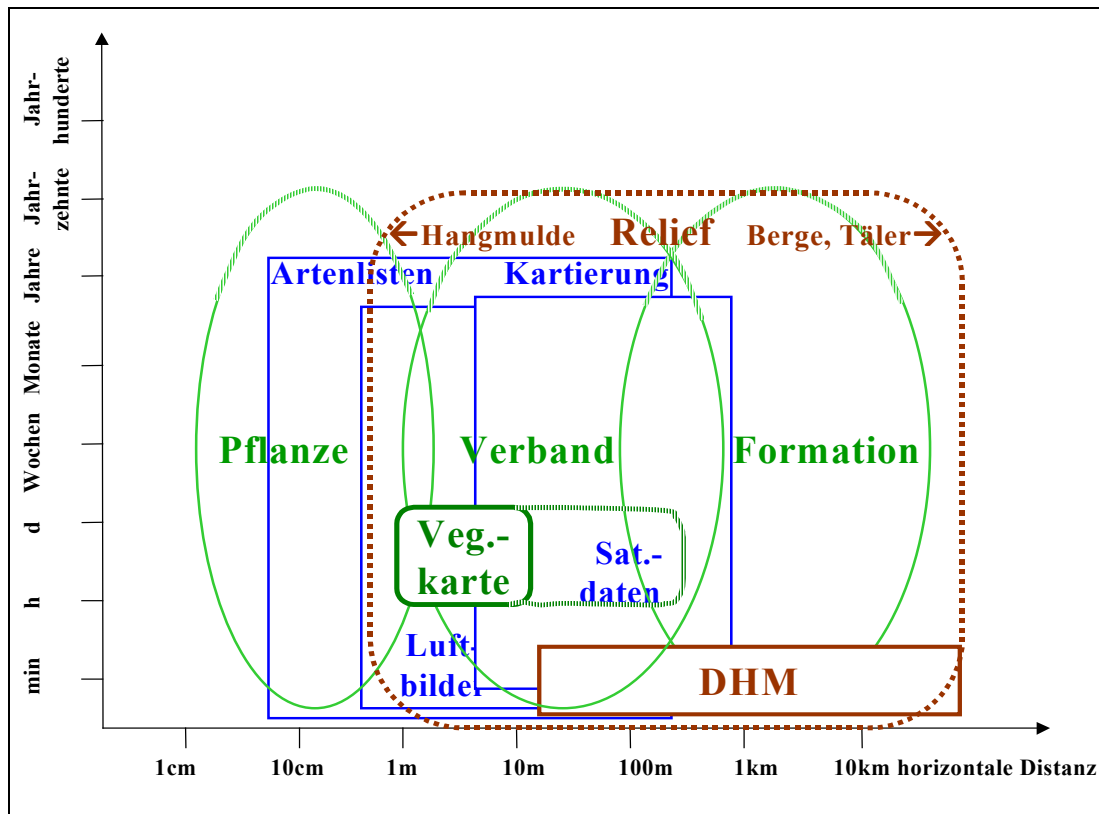 Jahr-
hunderte
Jahr-
zehnte
Jahre
Monate
Wochen
d
h
min
Hangmulde Relief Berge, Täler
Artenlisten Kartierung
Pflanze Verband Formation
Veg.-
karte
Sat.-
daten
Luft-
bilder
DHM
1cm 10cm 1m 10m 100m 1km 10km horizontale Distanz